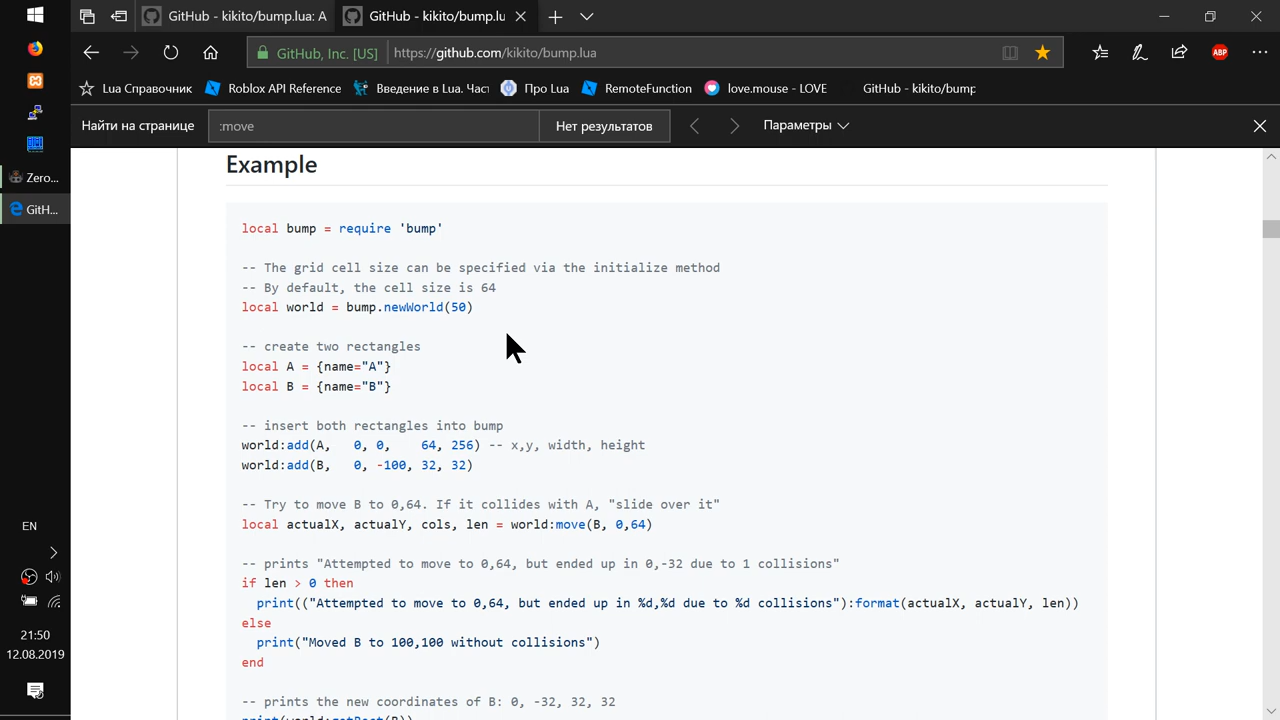 GitHub - kikito/bump.lua: A
GitHub - kikito/bump.lu
GitHub, Inc. [US]
https://github.com/kikito/bump.lua
ABP
Lua Справочник
Roblox API Reference
Введение в Lua. Част
Про Lua
RemoteFunction
love.mouse - LOVE
GitHub - kikito/bump
Найти на странице
:move
Нет результатов
Параметры
Zero...
GitH...
Example
local bump = require 'bump'
-- The grid cell size can be specified via the initialize method
-- By default, the cell size is 64
local world = bump.newWorld(50)
-- create two rectangles
local A = {name="A"}
local B = {name="B"}
-- insert both rectangles into bump
world:add(A,   0, 0,    64, 256) -- x,y, width, height
world:add(B,   0, -100, 32, 32)
-- Try to move B to 0,64. If it collides with A, "slide over it"
local actualX, actualY, cols, len = world:move(B, 0,64)
-- prints "Attempted to move to 0,64, but ended up in 0,-32 due to 1 collisions"
if len > 0 then
  print(("Attempted to move to 0,64, but ended up in %d,%d due to %d collisions"):format(actualX, actualY, len))
else
  print("Moved B to 100,100 without collisions")
end
-- prints the new coordinates of B: 0, -32, 32, 32
print(world:getRect(B))
EN
21:50
12.08.2019